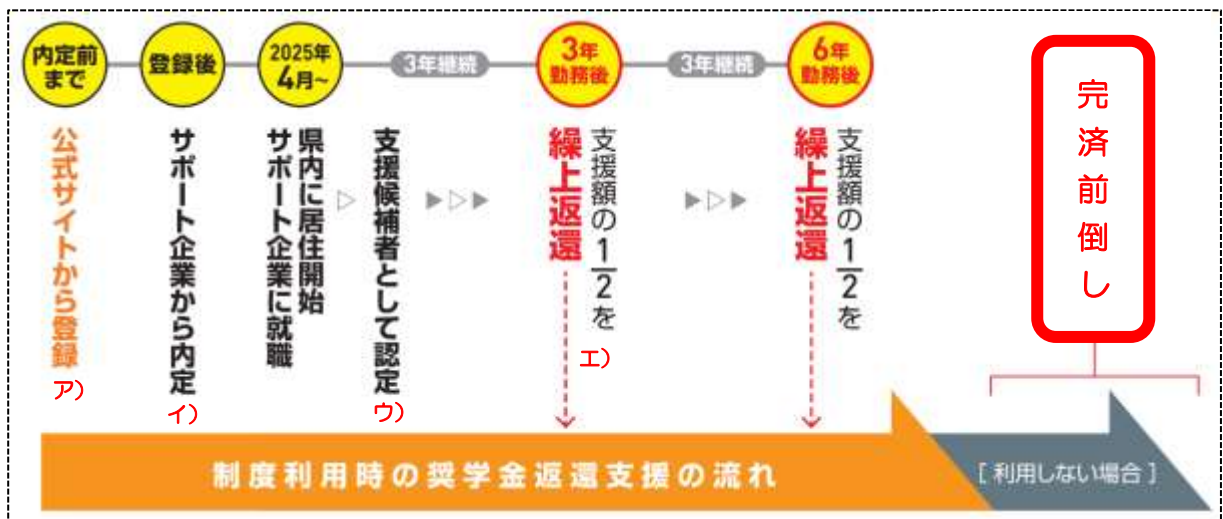 内定前
まで
登録後
2025年
4月~
3年継続
3年
勤務後
3年継続
6年
勤務後
公式サイトから登録
ア)
サポート企業から内定
イ)
県内に居住開始
サポート企業に就職
支援候補者として認定
ウ)
支援額の1/2を
繰上返還
エ)
支援額の1/2を
繰上返還
完済前倒し
制度利用時の奨学金返還支援の流れ
[利用しない場合]